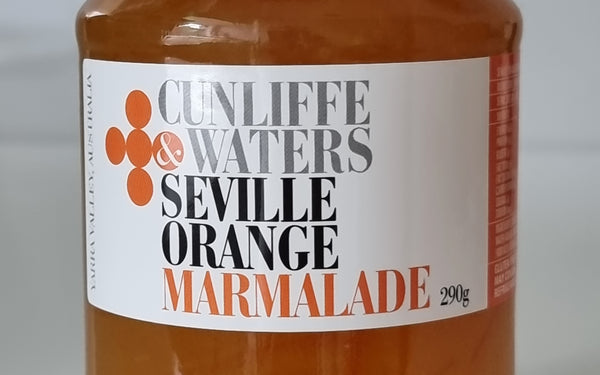 YARRA VALLEY, AUSTRALIA
CUNLIFFE
& WATERS
SEVILLE
ORANGE
MARMALADE
290g